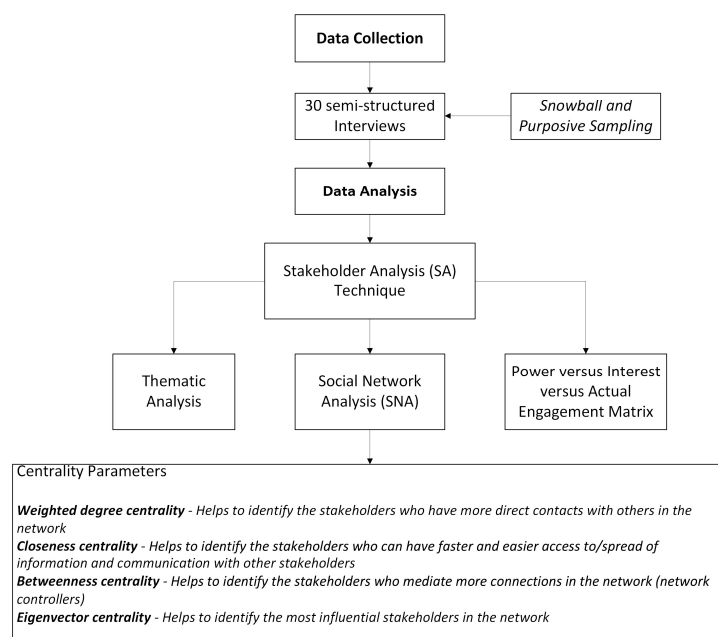 Data Collection
30 semi-structured
Interviews
Snowball and
Purposive Sampling
Data Analysis
Stakeholder Analysis (SA)
Technique
Thematic
Analysis
Social Network
Analysis (SNA)
Power versus Interest
versus Actual
Engagement Matrix
Centrality Parameters
Weighted degree centrality - Helps to identify the stakeholders who have more direct contacts with others in the
network
Closeness centrality - Helps to identify the stakeholders who can have faster and easier access to/spread of
information and communication with other stakeholders
Betweenness centrality - Helps to identify the stakeholders who mediate more connections in the network (network
controllers)
Eigenvector centrality - Helps to identify the most influential stakeholders in the network